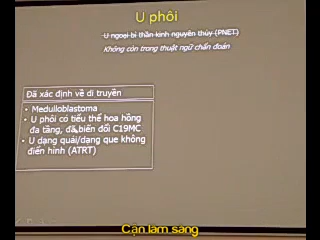 U phôi
U ngoại bì thần kinh nguyên thủy (PNET)
Không còn trong thuật ngữ chẩn đoán
Đã xác định về di truyền
• Medulloblastoma
• U phôi có tiểu thể hoa hồng
đa tầng, đã biến đổi C19MC
• U dạng quái/dạng que không
điển hình (ATRT)
Cận lâm sàng